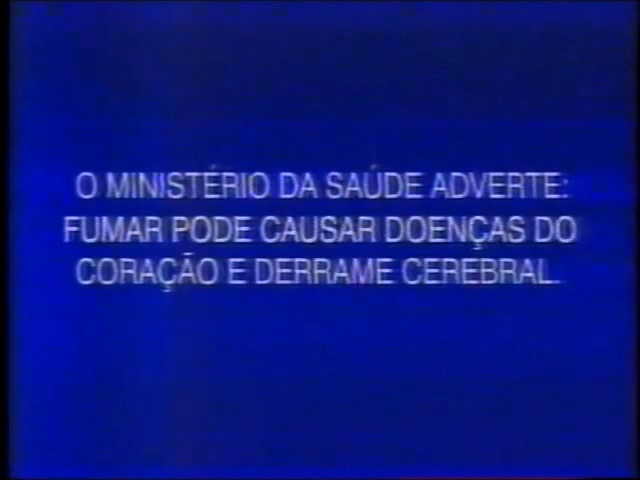 O MINISTÉRIO DA SAÚDE ADVERTE:
FUMAR PODE CAUSAR DOENÇAS DO
CORAÇÃO E DERRAME CEREBRAL.